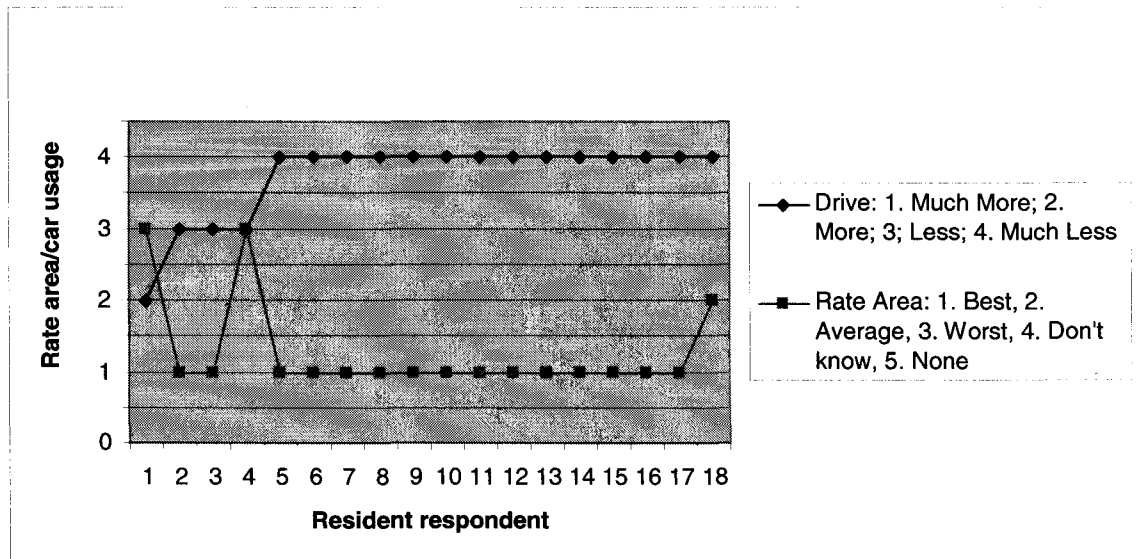 Rate area/car usage
4
3
2
1
0
1 2 3 4 5 6 7 8 9 10 11 12 13 14 15 16 17 18
Resident respondent
Drive: 1. Much More; 2.
More; 3; Less; 4. Much Less
Rate Area: 1. Best, 2.
Average, 3. Worst, 4. Don't
know, 5. None